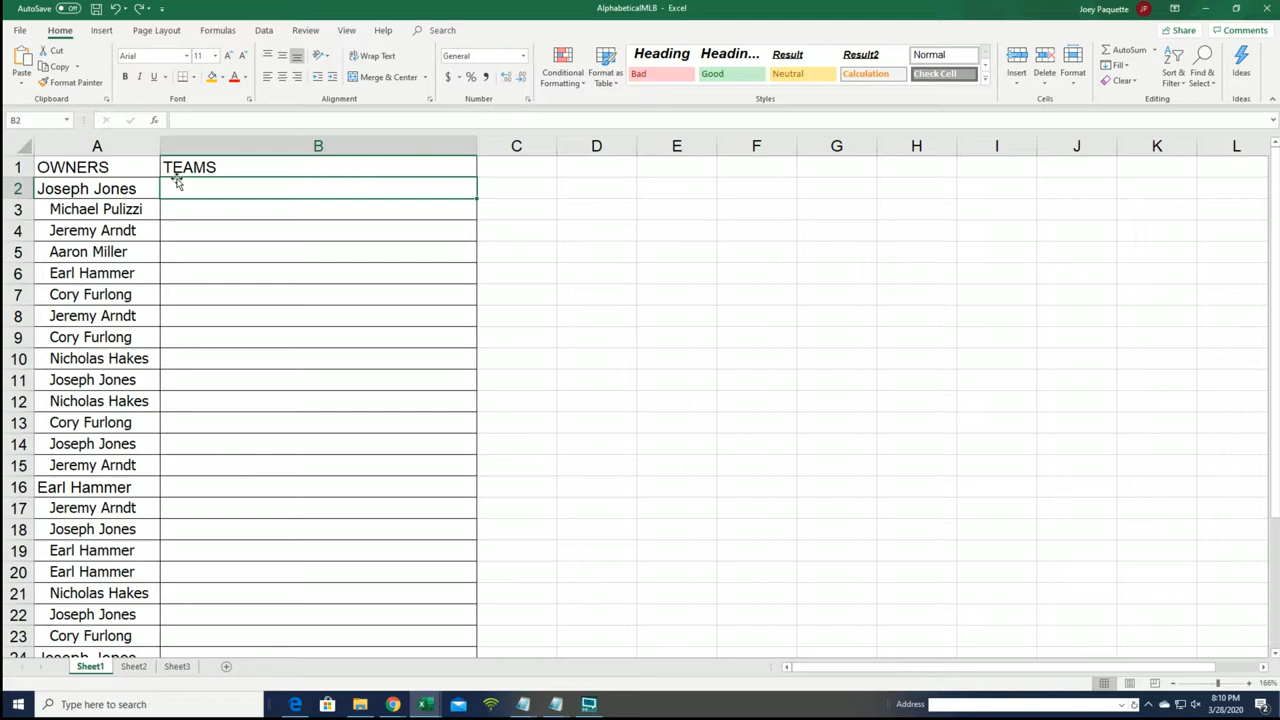 AutoSave Off
AlphabeticalMLB - Excel
Joey Paquette JP
File Home Insert Page Layout Formulas Data Review View Help Search
Share Comments
Paste
Cut
Copy
Format Painter
Clipboard
Arial 11
B I U
Font
Wrap Text
Merge & Center
Alignment
General
$ % ,
Number
Conditional Formatting
Format as Table
Heading Headin... Result Result2 Normal
Bad Good Neutral Calculation Check Cell
Styles
Insert Delete Format
Cells
AutoSum
Fill
Clear
Sort & Filter
Find & Select
Editing
Ideas
Ideas
B2 fx
A B C D E F G H I J K L
1 OWNERS TEAMS
2 Joseph Jones
3 Michael Pulizzi
4 Jeremy Arndt
5 Aaron Miller
6 Earl Hammer
7 Cory Furlong
8 Jeremy Arndt
9 Cory Furlong
10 Nicholas Hakes
11 Joseph Jones
12 Nicholas Hakes
13 Cory Furlong
14 Joseph Jones
15 Jeremy Arndt
16 Earl Hammer
17 Jeremy Arndt
18 Joseph Jones
19 Earl Hammer
20 Earl Hammer
21 Nicholas Hakes
22 Joseph Jones
23 Cory Furlong
24 Joseph Jones
Sheet1 Sheet2 Sheet3
166%
Type here to search
Address
8:10 PM
3/28/2020